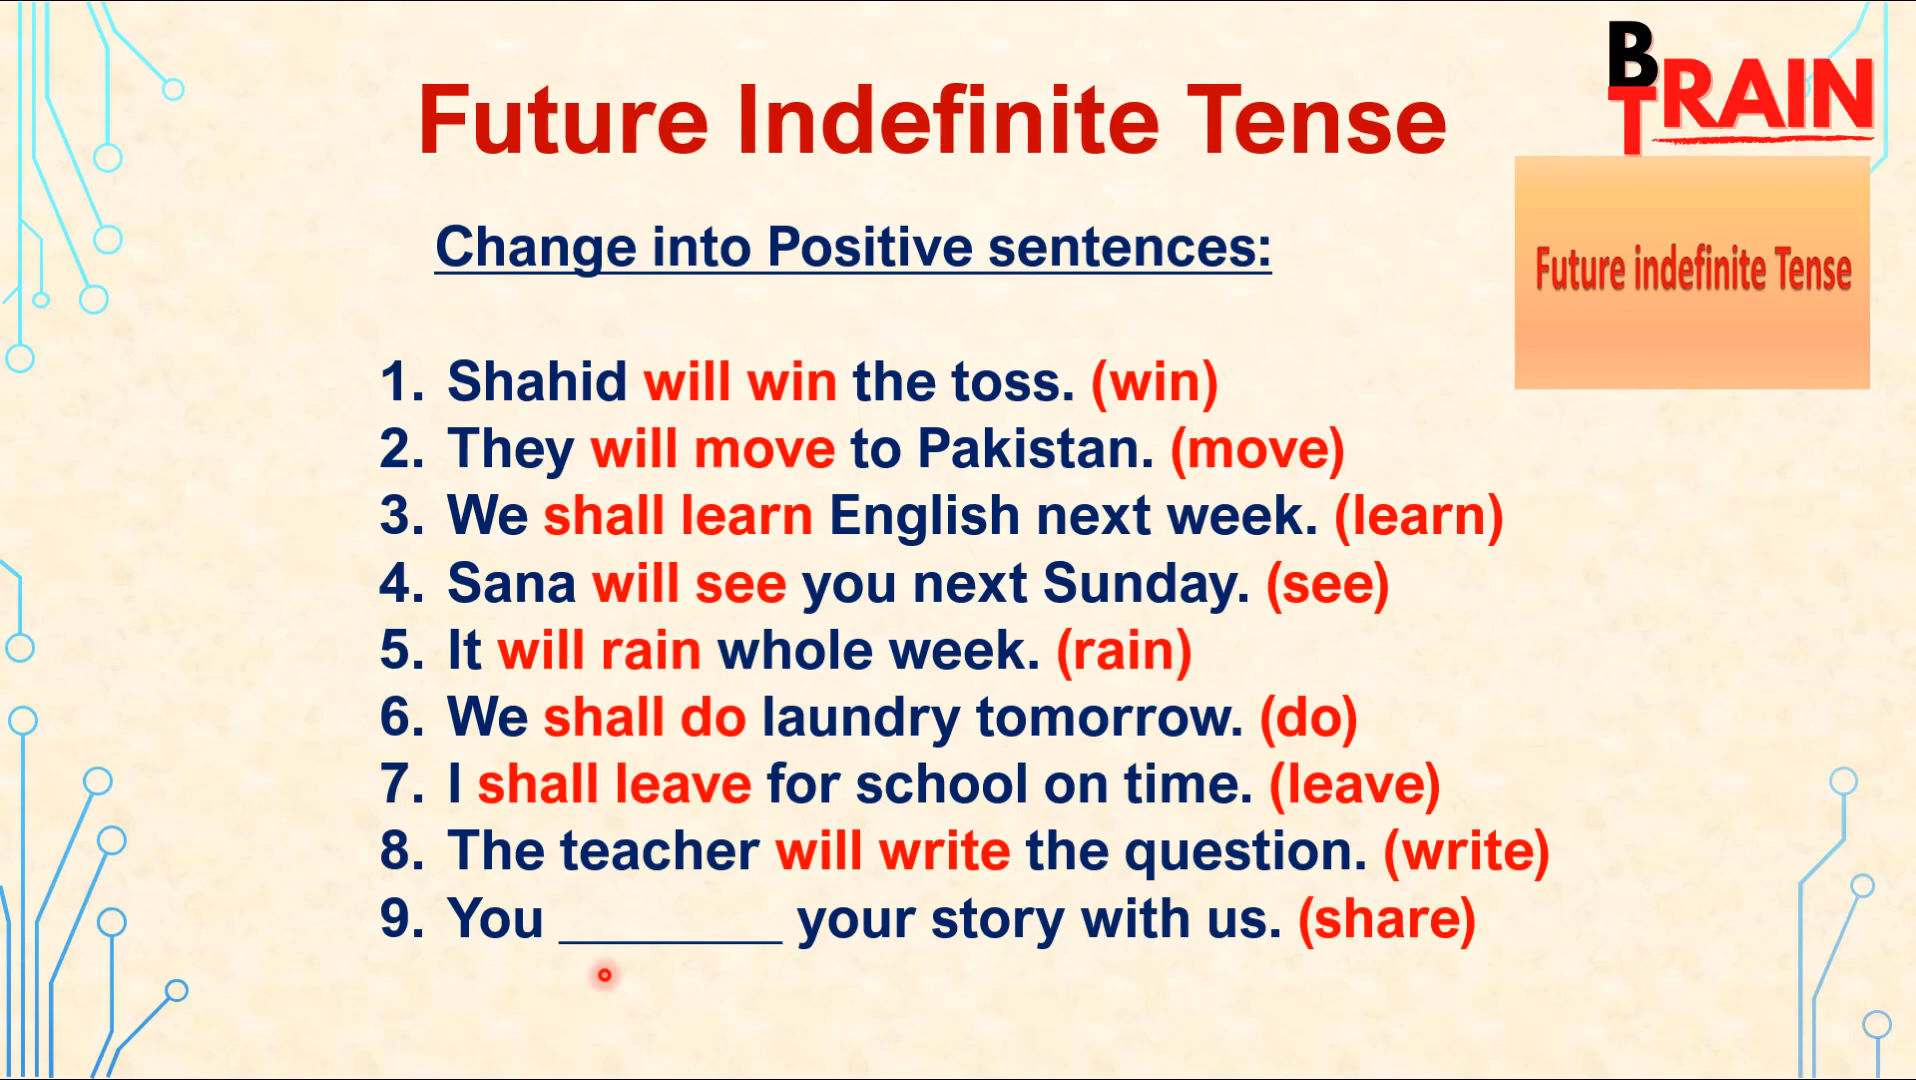 Future Indefinite Tense
BRAIN
T
Future indefinite Tense
Change into Positive sentences:
1. Shahid will win the toss. (win)
2. They will move to Pakistan. (move)
3. We shall learn English next week. (learn)
4. Sana will see you next Sunday. (see)
5. It will rain whole week. (rain)
6. We shall do laundry tomorrow. (do)
7. I shall leave for school on time. (leave)
8. The teacher will write the question. (write)
9. You ________ your story with us. (share)